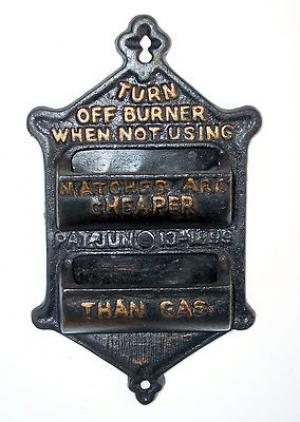 TURN
OFF BURNER
WHEN NOT USING
MATCHES ARE
CHEAPER
PAT. JUN 13-1899
THAN GAS.